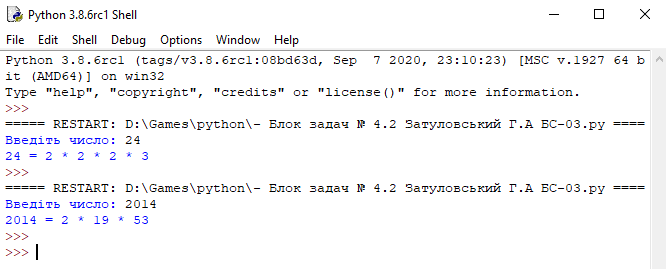 Python 3.8.6rc1 Shell
File Edit Shell Debug Options Window Help
Python 3.8.6rc1 (tags/v3.8.6rc1:08bd63d, Sep  7 2020, 23:10:23) [MSC v.1927 64 b
it (AMD64)] on win32
Type "help", "copyright", "credits" or "license()" for more information.
>>>
===== RESTART: D:\Games\python\- Блок задач № 4.2 Затуловський Г.А БС-03.py ====
Введіть число: 24
24 = 2 * 2 * 2 * 3
>>>
===== RESTART: D:\Games\python\- Блок задач № 4.2 Затуловський Г.А БС-03.py ====
Введіть число: 2014
2014 = 2 * 19 * 53
>>>
>>>